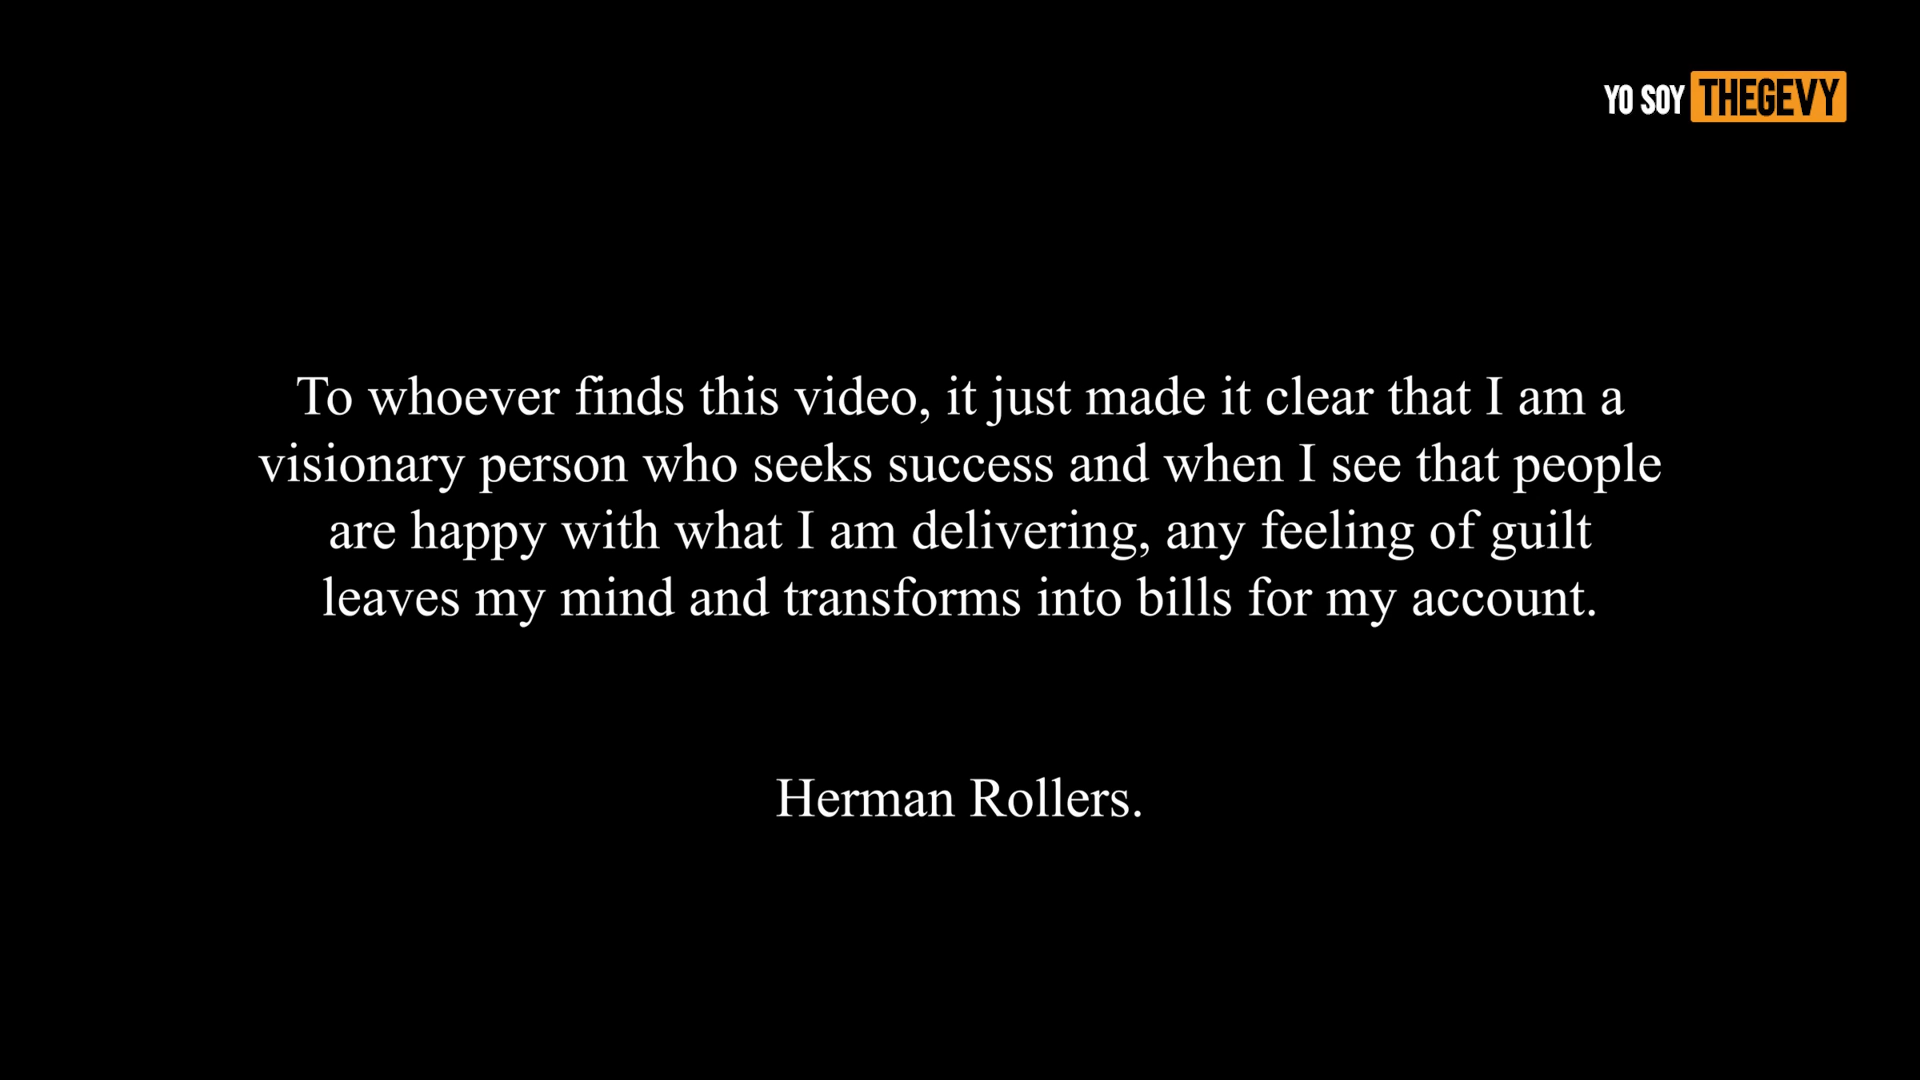 YO SOY THEGEVY
To whoever finds this video, it just made it clear that I am a
visionary person who seeks success and when I see that people
are happy with what I am delivering, any feeling of guilt
leaves my mind and transforms into bills for my account.
Herman Rollers.